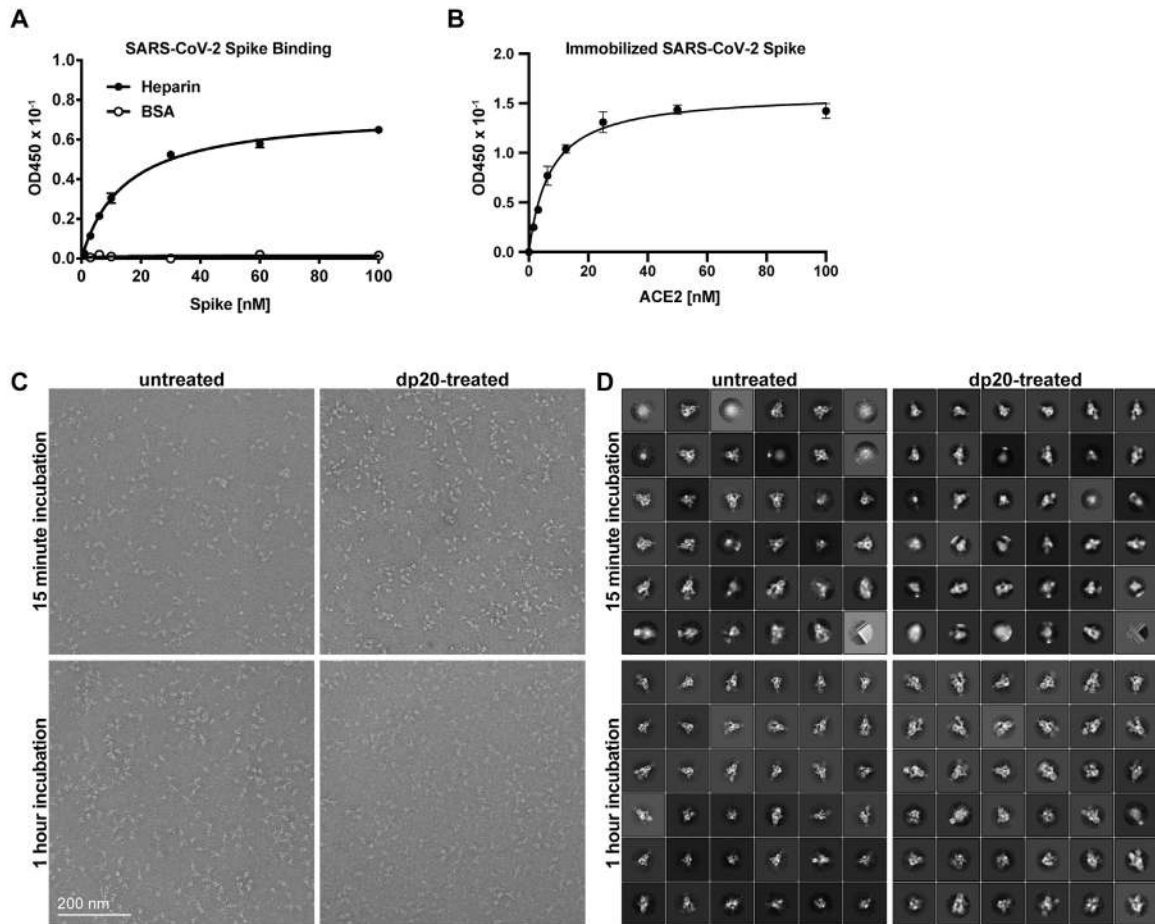 A
SARS-CoV-2 Spike Binding
Heparin
BSA
OD450 x 10⁻¹
1.0
0.8
0.6
0.4
0.2
0.0
0 20 40 60 80 100
Spike [nM]
B
Immobilized SARS-CoV-2 Spike
OD450 x 10⁻¹
2.0
1.5
1.0
0.5
0.0
0 20 40 60 80 100
ACE2 [nM]
C
untreated dp20-treated
15 minute incubation
1 hour incubation
200 nm
D
untreated dp20-treated
15 minute incubation
1 hour incubation